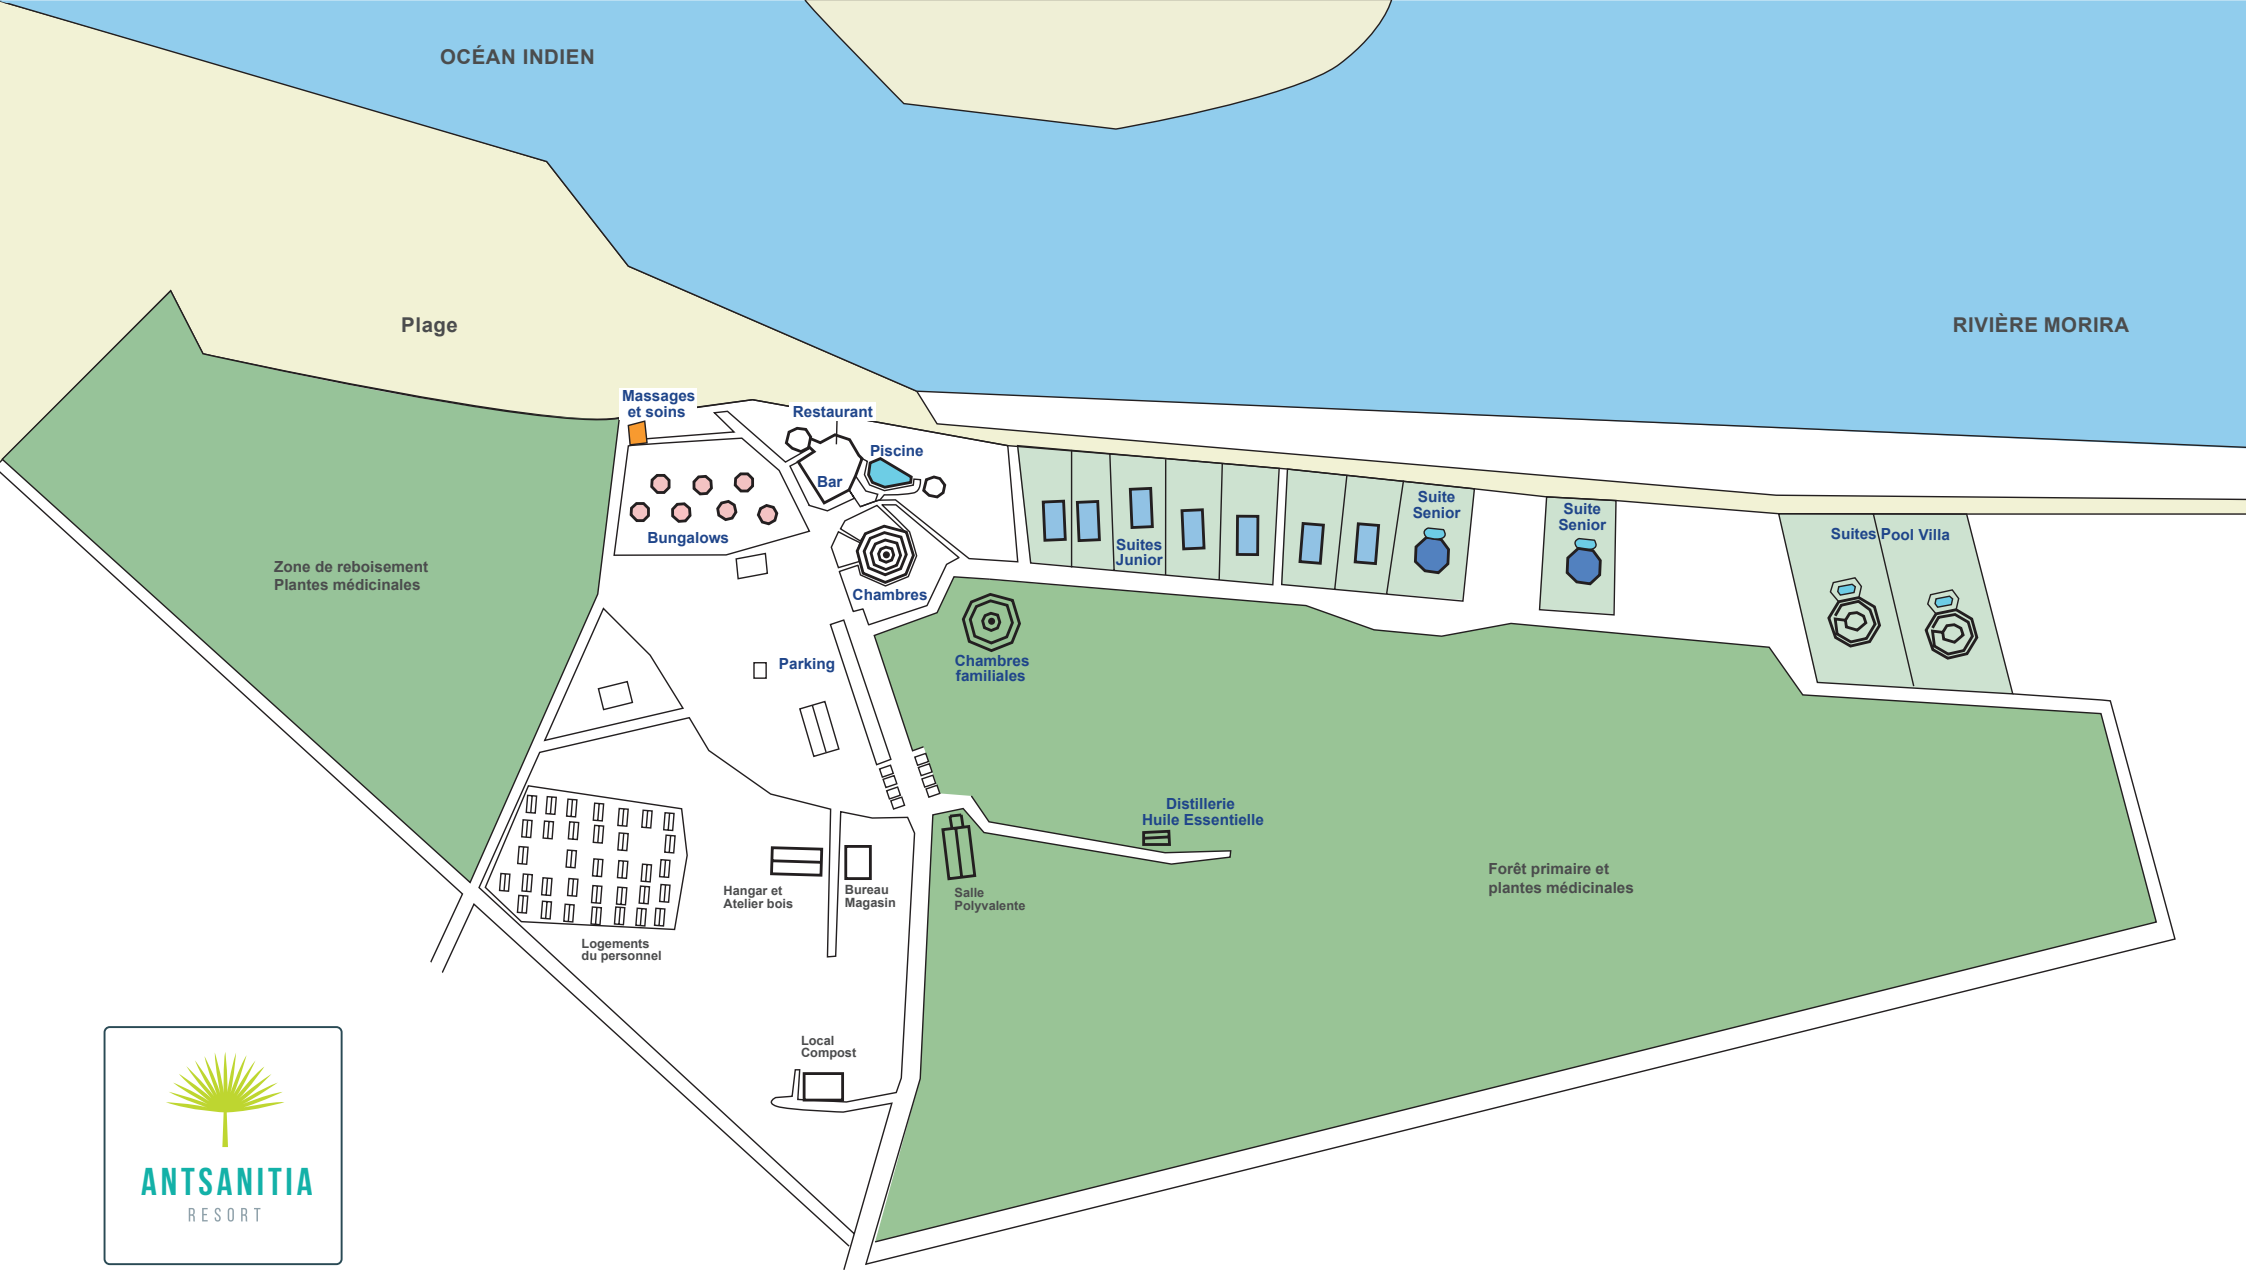 OCÉAN INDIEN
RIVIÈRE MORIRA
Plage
Massages
et soins
Restaurant
Piscine
Bar
Bungalows
Chambres
Suites
Junior
Suite
Senior
Suite
Senior
Suites Pool Villa
Zone de reboisement
Plantes médicinales
Parking
Chambres
familiales
Distillerie
Huile Essentielle
Forêt primaire et
plantes médicinales
Hangar et
Atelier bois
Bureau
Magasin
Salle
Polyvalente
Logements
du personnel
Local
Compost
ANTSANITIA
RESORT